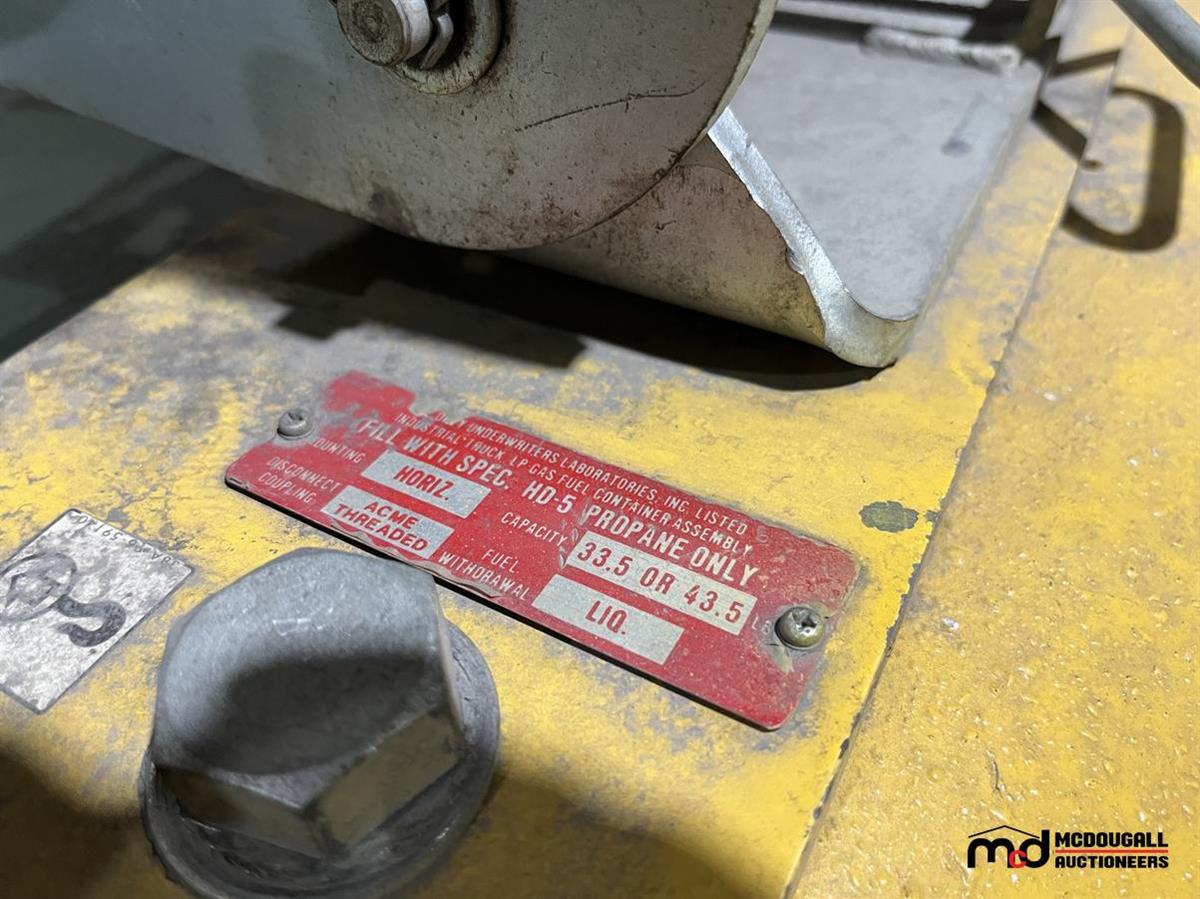 UNDERWRITERS LABORATORIES, INC. LISTED
INDUSTRIAL TRUCK, LP-GAS FUEL CONTAINER ASSEMBLY
FILL WITH SPEC. HD-5 PROPANE ONLY
MOUNTING HORIZ.
CAPACITY 33.5 OR 43.5 L
DISCONNECT COUPLING ACME THREADED
FUEL WITHDRAWAL LIQ.
mcd MCDOUGALL
AUCTIONEERS